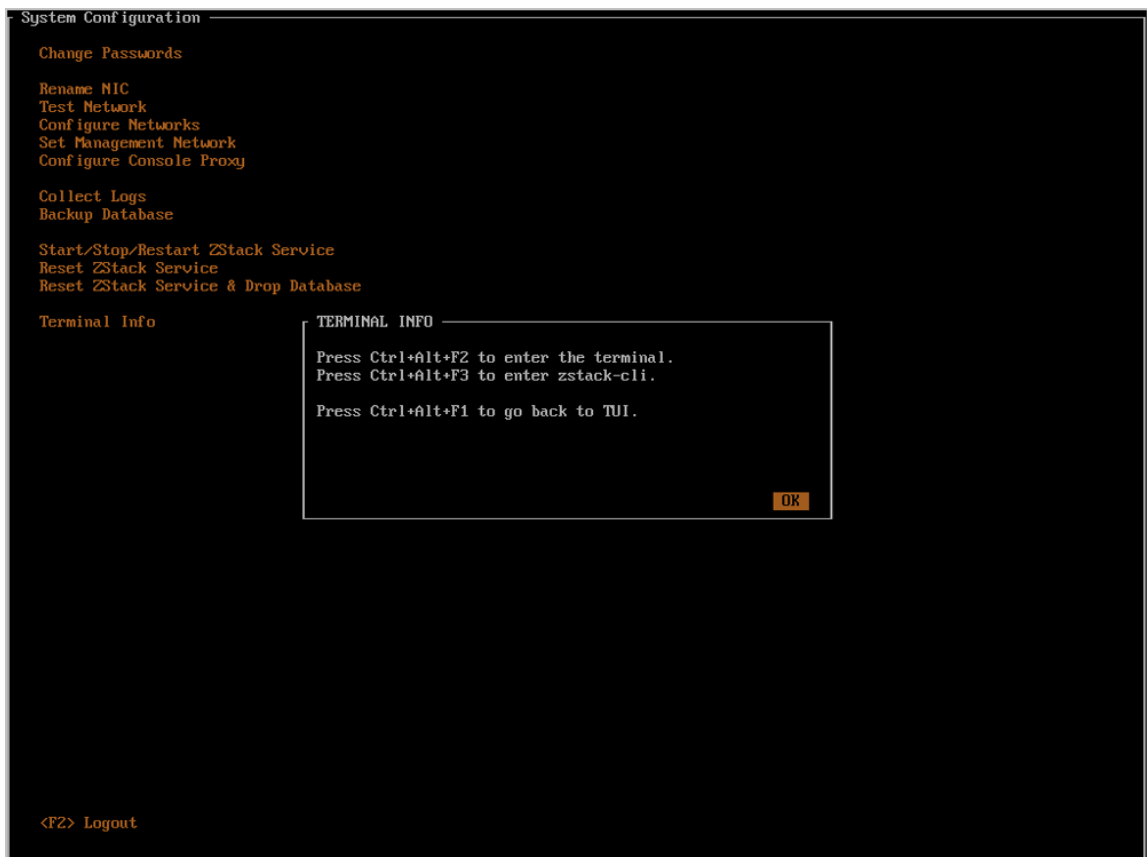 System Configuration
Change Passwords
Rename NIC
Test Network
Configure Networks
Set Management Network
Configure Console Proxy
Collect Logs
Backup Database
Start/Stop/Restart ZStack Service
Reset ZStack Service
Reset ZStack Service & Drop Database
Terminal Info
TERMINAL INFO
Press Ctrl+Alt+F2 to enter the terminal.
Press Ctrl+Alt+F3 to enter zstack-cli.
Press Ctrl+Alt+F1 to go back to TUI.
OK
<F2> Logout